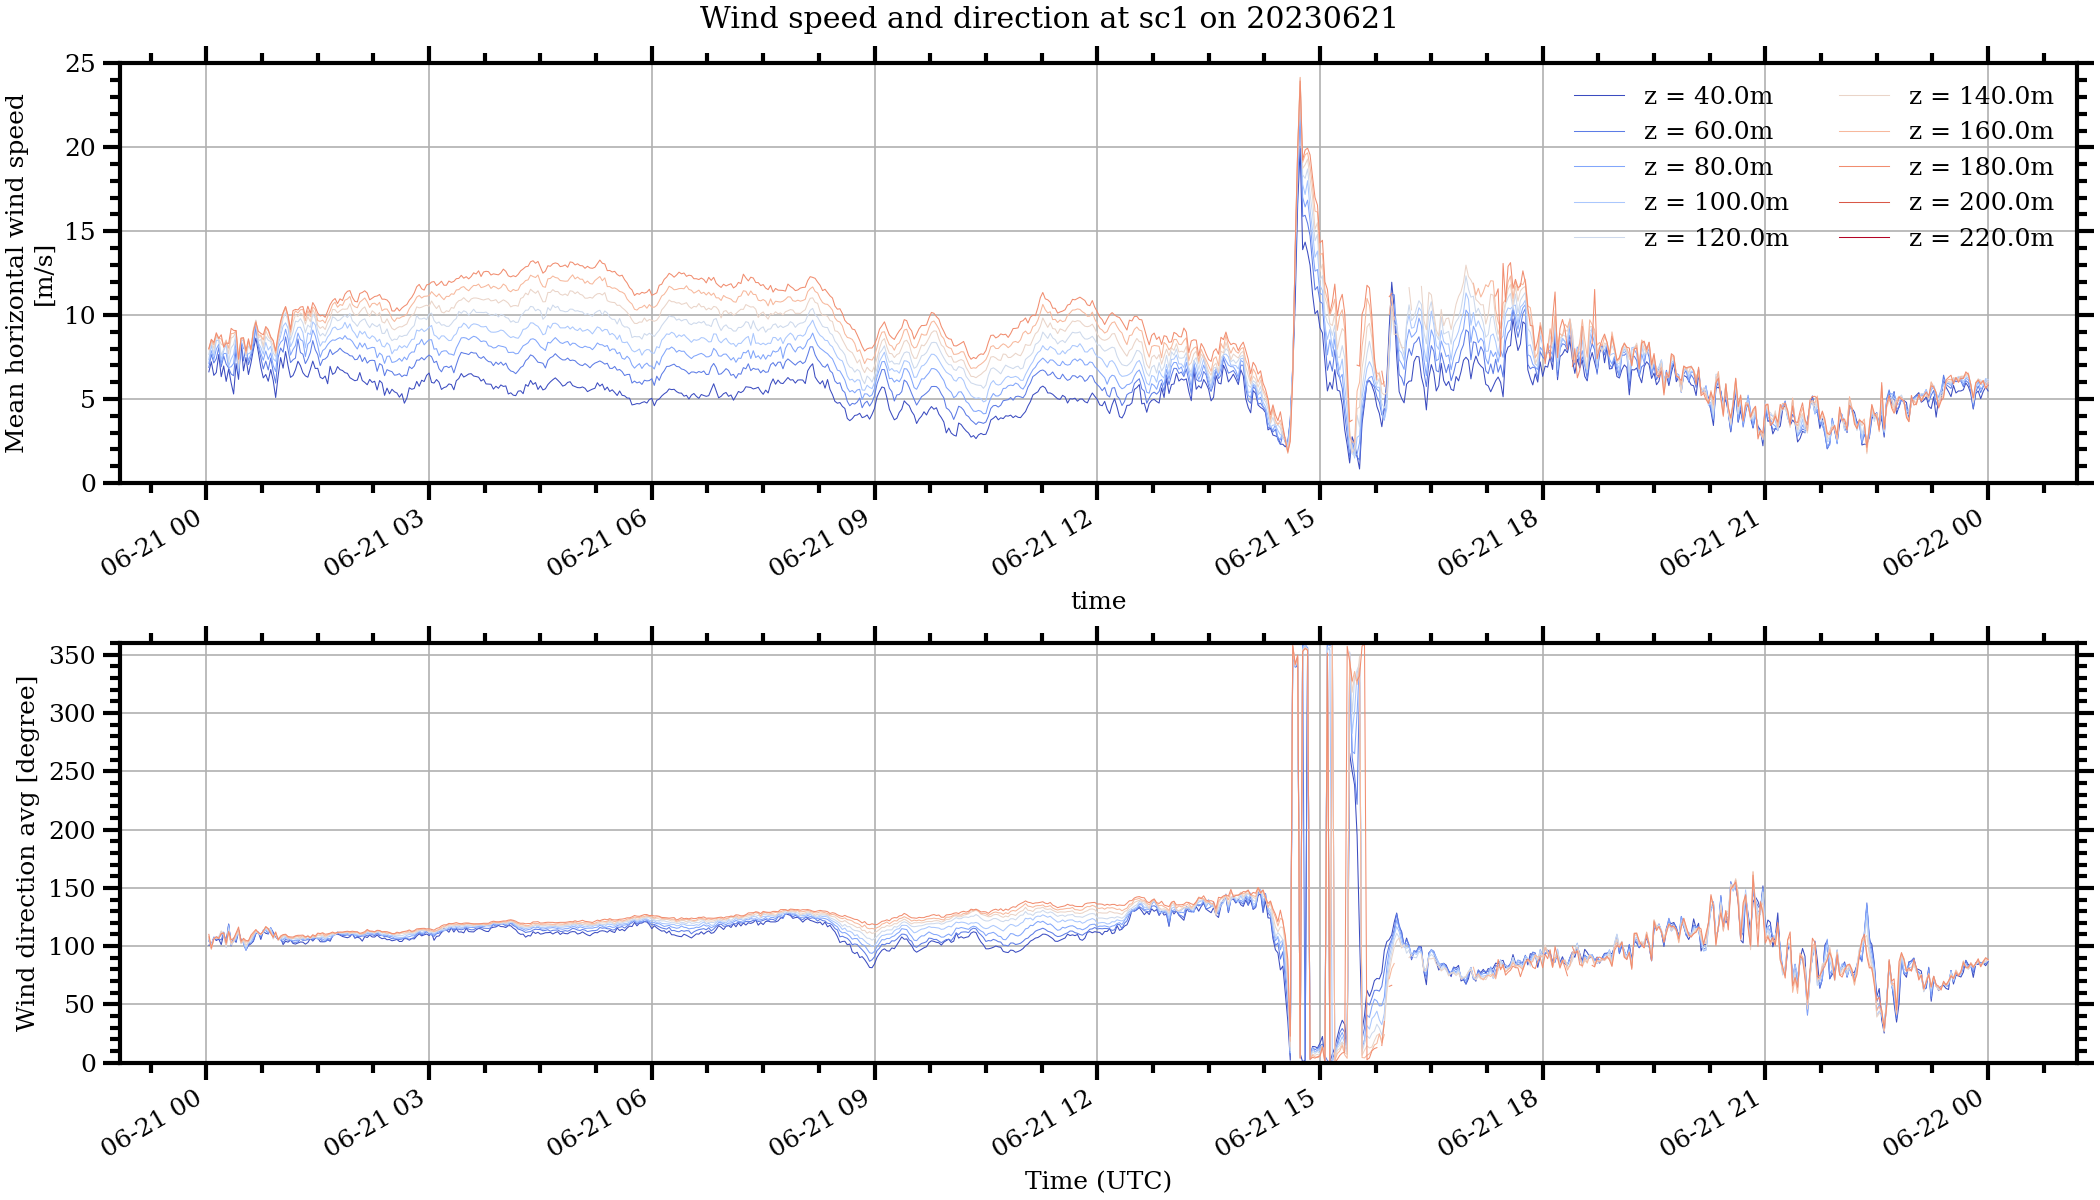 Wind speed and direction at sc1 on 20230621
Mean horizontal wind speed
[m/s]
25
20
15
10
5
0
z = 40.0m
z = 60.0m
z = 80.0m
z = 100.0m
z = 120.0m
z = 140.0m
z = 160.0m
z = 180.0m
z = 200.0m
z = 220.0m
06-21 00
06-21 03
06-21 06
06-21 09
06-21 12
06-21 15
06-21 18
06-21 21
06-22 00
time
Wind direction avg [degree]
350
300
250
200
150
100
50
0
06-21 00
06-21 03
06-21 06
06-21 09
06-21 12
06-21 15
06-21 18
06-21 21
06-22 00
Time (UTC)